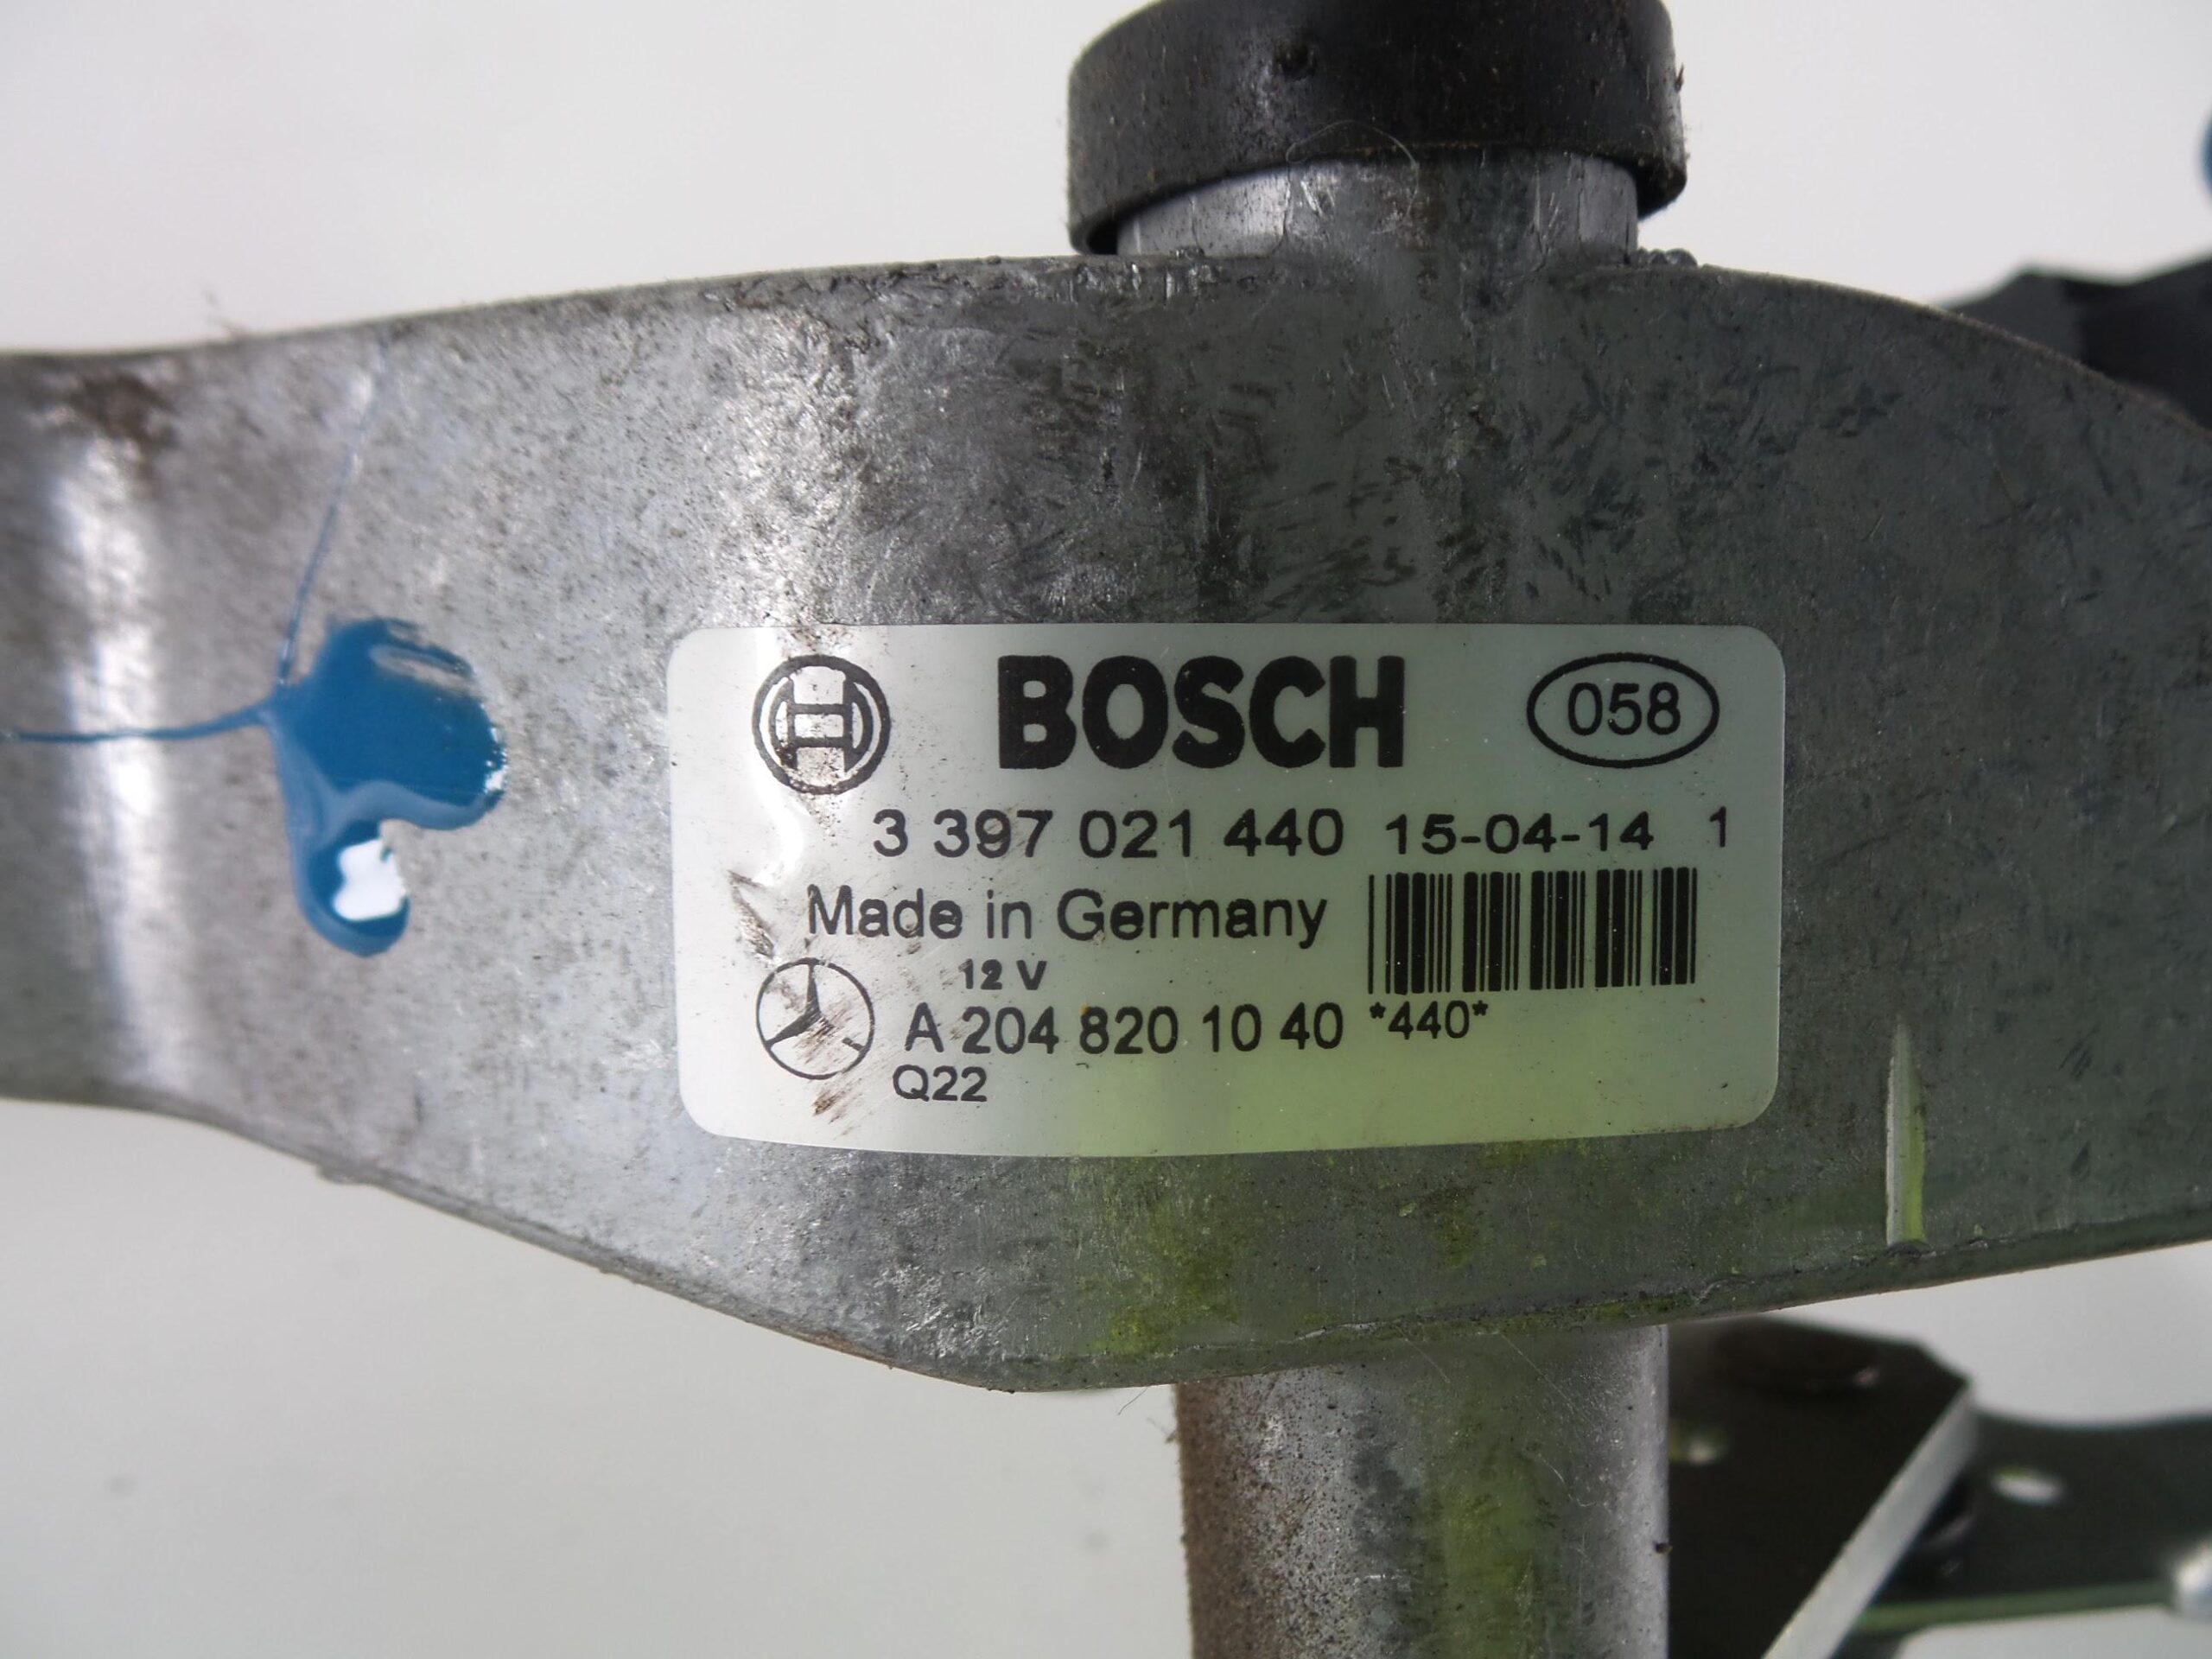 BOSCH 058
3 397 021 440 15-04-14 1
Made in Germany
12 V
A 204 820 10 40 *440*
Q22